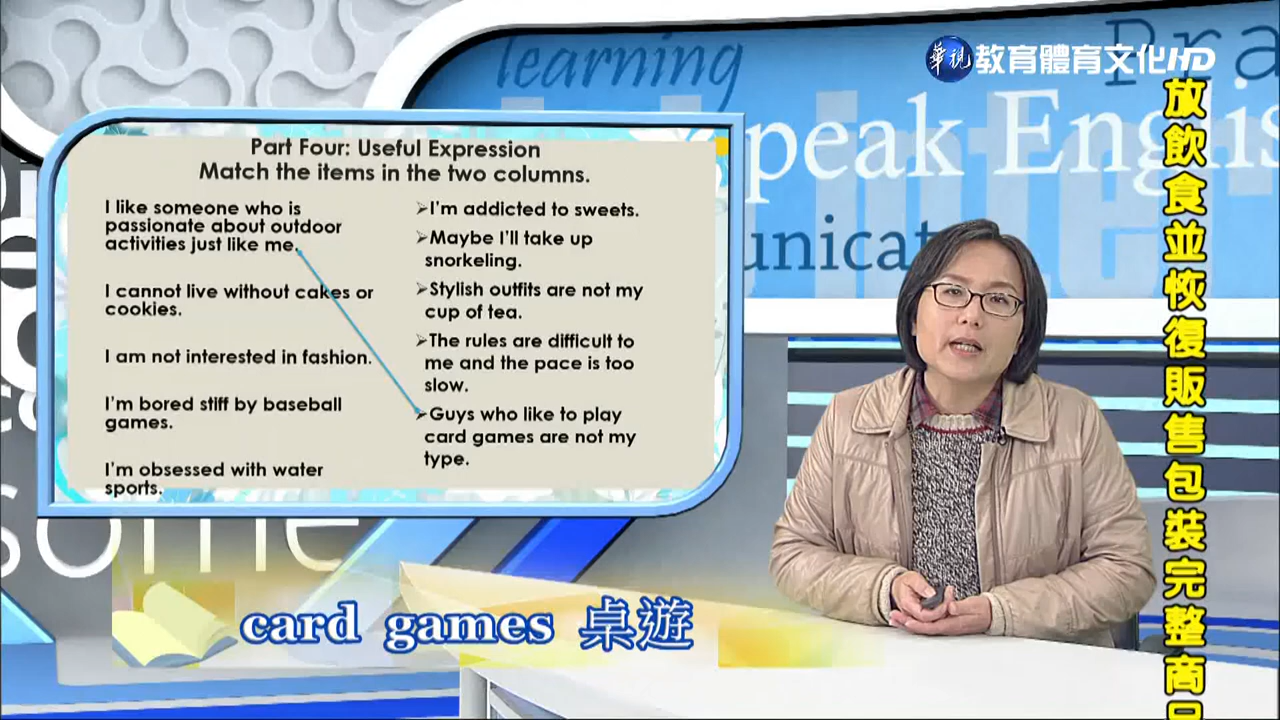 learning
Pra
華視 教育體育文化HD
peak Englis
unicat
Part Four: Useful Expression
Match the items in the two columns.
I like someone who is
passionate about outdoor
activities just like me.
I cannot live without cakes or
cookies.
I am not interested in fashion.
I'm bored stiff by baseball
games.
I'm obsessed with water
sports.
➢I'm addicted to sweets.
➢Maybe I'll take up
snorkeling.
➢Stylish outfits are not my
cup of tea.
➢The rules are difficult to
me and the pace is too
slow.
➢Guys who like to play
card games are not my
type.
some
card games 桌遊
放飲食並恢復販售包裝完整商品